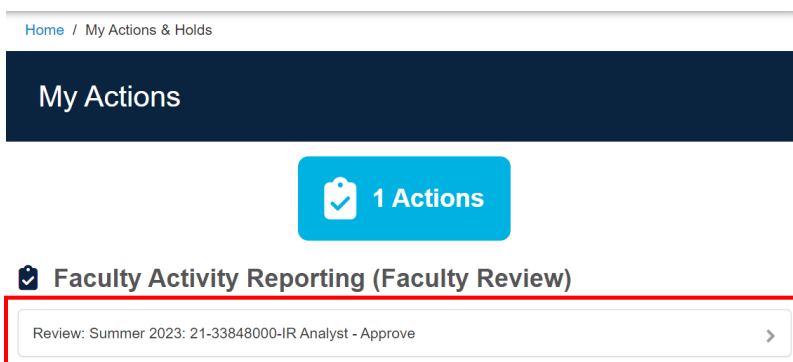 Home / My Actions & Holds
My Actions
1 Actions
Faculty Activity Reporting (Faculty Review)
Review: Summer 2023: 21-33848000-IR Analyst - Approve